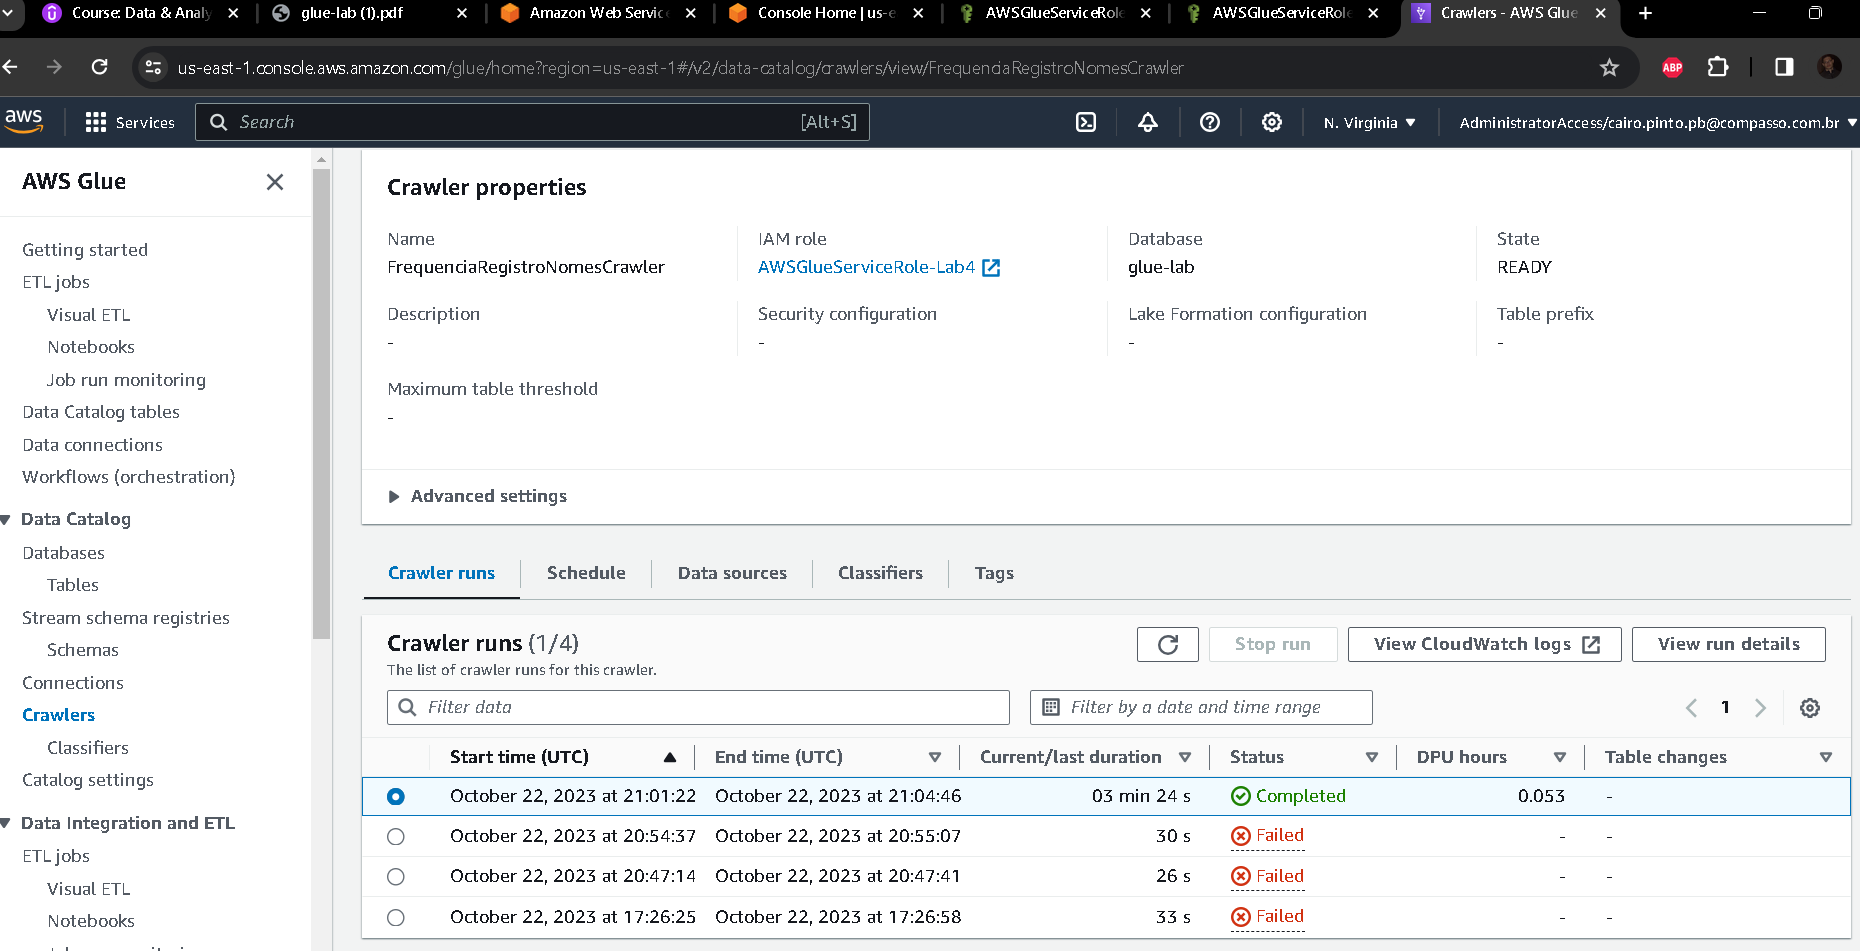 Course: Data & Analy
glue-lab (1).pdf
Amazon Web Servic
Console Home | us-e
AWSGlueServiceRole
AWSGlueServiceRole
Crawlers - AWS Glue
us-east-1.console.aws.amazon.com/glue/home?region=us-east-1#/v2/data-catalog/crawlers/view/FrequenciaRegistroNomesCrawler
ABP
aws
Services
Search
[Alt+S]
N. Virginia
AdministratorAccess/cairo.pinto.pb@compasso.com.br
AWS Glue
Getting started
ETL jobs
Visual ETL
Notebooks
Job run monitoring
Data Catalog tables
Data connections
Workflows (orchestration)
Data Catalog
Databases
Tables
Stream schema registries
Schemas
Connections
Crawlers
Classifiers
Catalog settings
Data Integration and ETL
ETL jobs
Visual ETL
Notebooks
Crawler properties
Name
FrequenciaRegistroNomesCrawler
IAM role
AWSGlueServiceRole-Lab4
Database
glue-lab
State
READY
Description
-
Security configuration
-
Lake Formation configuration
-
Table prefix
-
Maximum table threshold
-
Advanced settings
Crawler runs
Schedule
Data sources
Classifiers
Tags
Crawler runs (1/4)
The list of crawler runs for this crawler.
Stop run
View CloudWatch logs
View run details
Filter data
Filter by a date and time range
1
Start time (UTC) End time (UTC) Current/last duration Status DPU hours Table changes
October 22, 2023 at 21:01:22 October 22, 2023 at 21:04:46 03 min 24 s Completed 0.053 -
October 22, 2023 at 20:54:37 October 22, 2023 at 20:55:07 30 s Failed - -
October 22, 2023 at 20:47:14 October 22, 2023 at 20:47:41 26 s Failed - -
October 22, 2023 at 17:26:25 October 22, 2023 at 17:26:58 33 s Failed - -